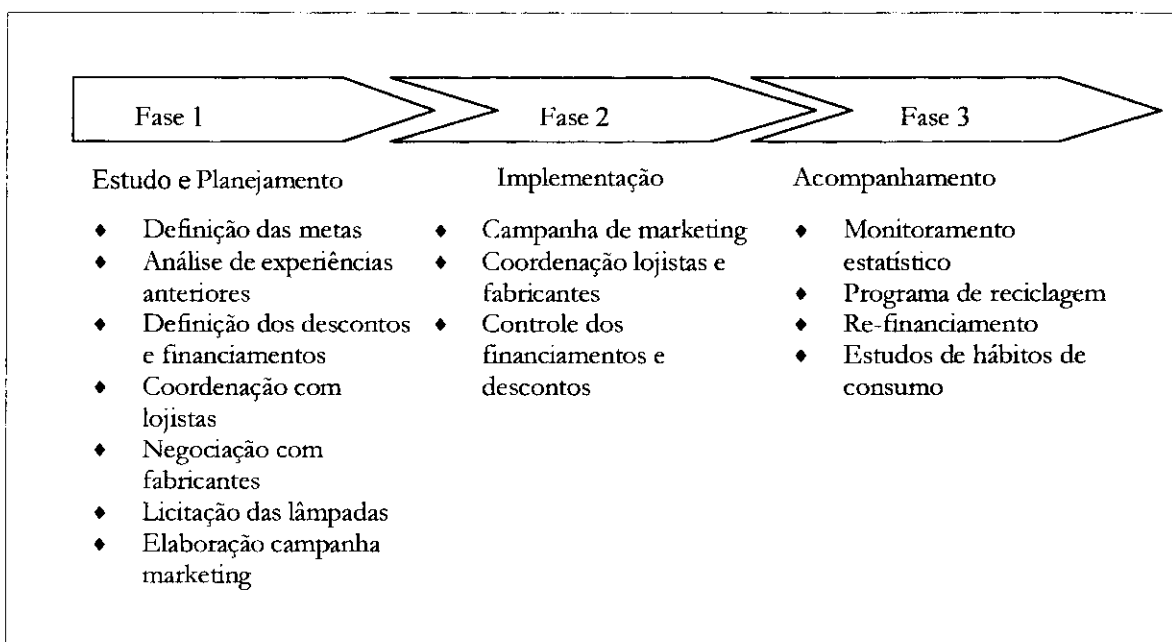 Fase 1
Fase 2
Fase 3
Estudo e Planejamento
♦ Definição das metas
♦ Análise de experiências
anteriores
♦ Definição dos descontos
e financiamentos
♦ Coordenação com
lojistas
♦ Negociação com
fabricantes
♦ Licitação das lâmpadas
♦ Elaboração campanha
marketing
Implementação
♦ Campanha de marketing
♦ Coordenação lojistas e
fabricantes
♦ Controle dos
financiamentos e
descontos
Acompanhamento
♦ Monitoramento
estatístico
♦ Programa de reciclagem
♦ Re-financiamento
♦ Estudos de hábitos de
consumo